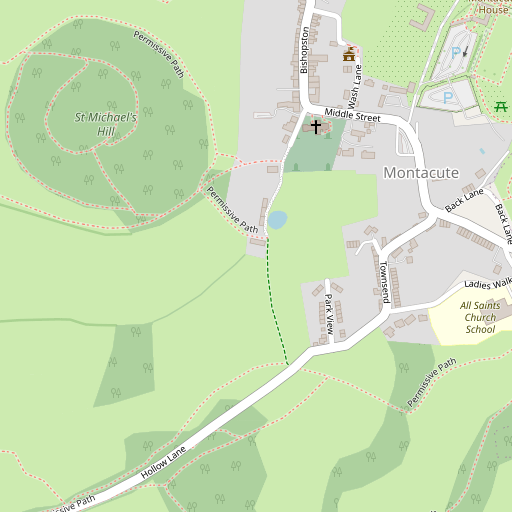 Montacute
House
Permissive Path
Bishopston
Wash Lane
P
P
St Michael's
Hill
Middle Street
Montacute
Permissive Path
Back Lane
Back Lane
Townsend
Ladies Walk
Park View
All Saints
Church
School
Permissive Path
Hollow Lane
Permissive Path